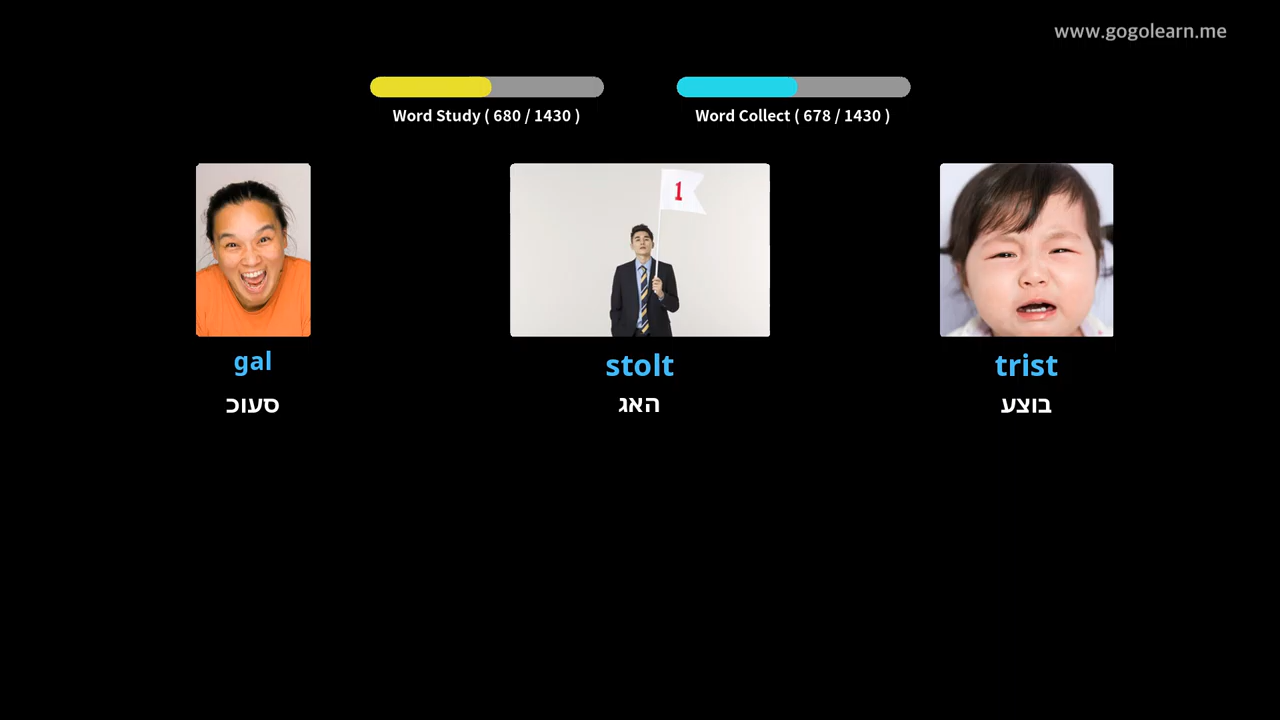 www.gogolearn.me
Word Study ( 680 / 1430 )
Word Collect ( 678 / 1430 )
gal
סעוכ
stolt
האג
trist
בוצע
1